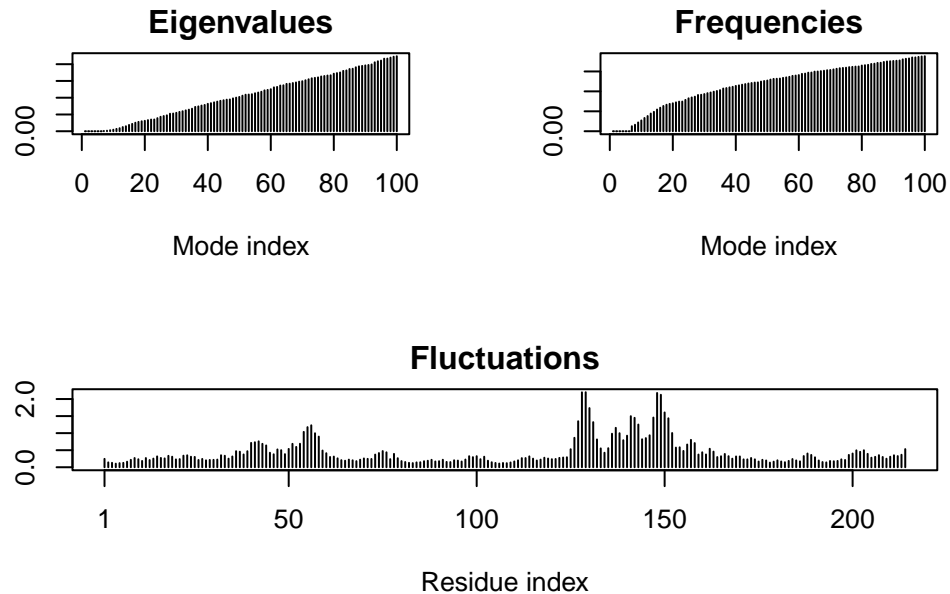 Eigenvalues
0.00
0 20 40 60 80 100
Mode index
Frequencies
0.00
0 20 40 60 80 100
Mode index
Fluctuations
0.0 2.0
1 50 100 150 200
Residue index